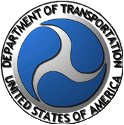 DEPARTMENT OF TRANSPORTATION
UNITED STATES OF AMERICA